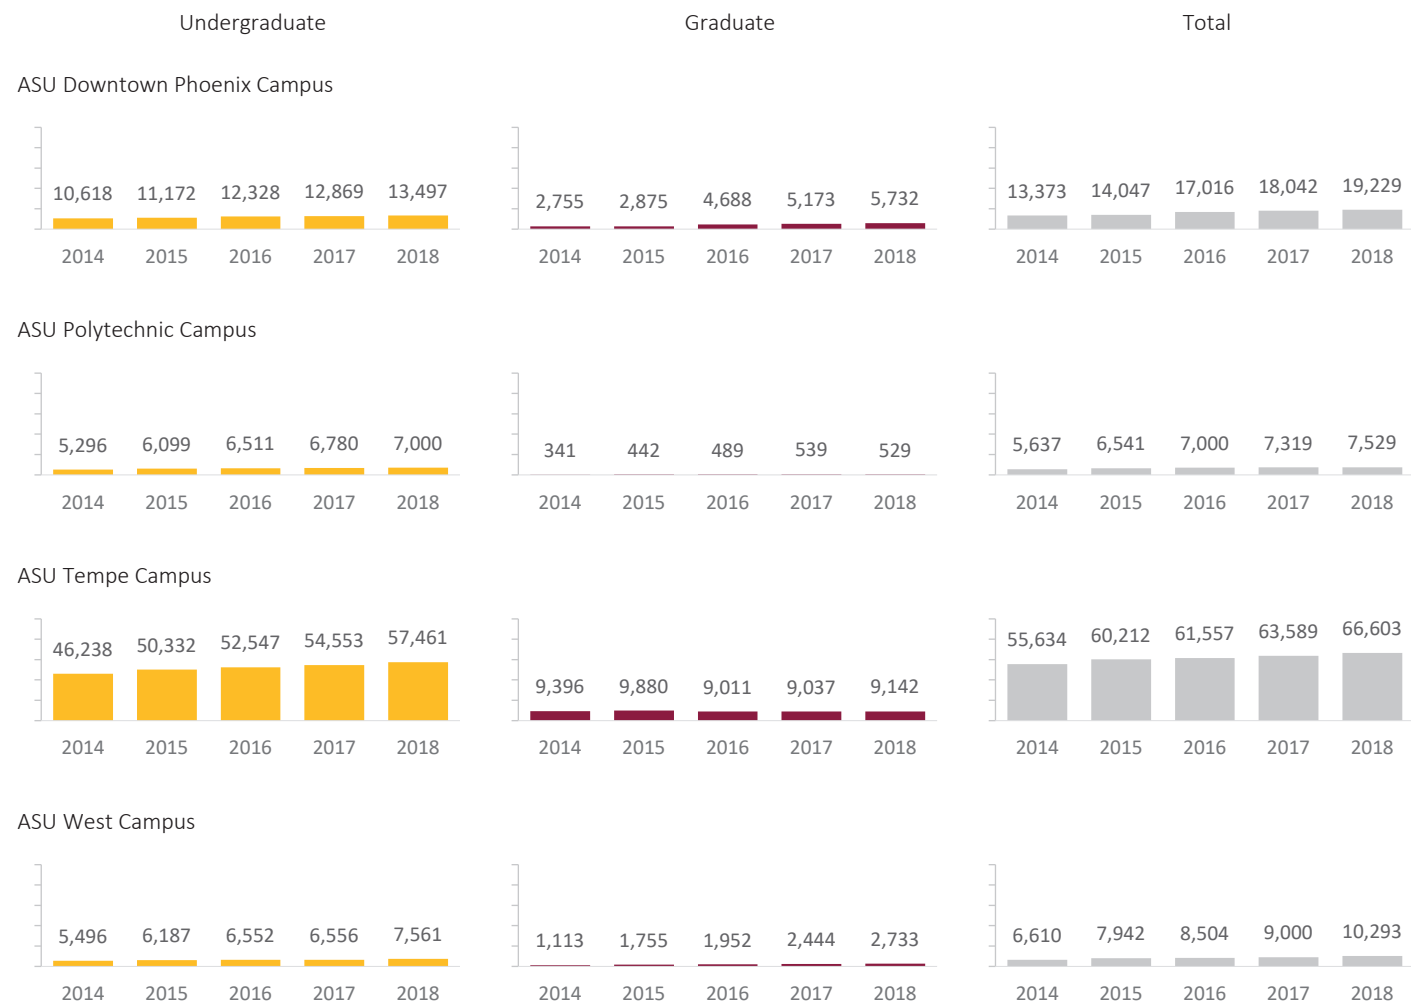 Undergraduate Graduate Total
ASU Downtown Phoenix Campus
10,618 11,172 12,328 12,869 13,497 2,755 2,875 4,688 5,173 5,732 13,373 14,047 17,016 18,042 19,229
2014 2015 2016 2017 2018 2014 2015 2016 2017 2018 2014 2015 2016 2017 2018
ASU Polytechnic Campus
5,296 6,099 6,511 6,780 7,000 341 442 489 539 529 5,637 6,541 7,000 7,319 7,529
2014 2015 2016 2017 2018 2014 2015 2016 2017 2018 2014 2015 2016 2017 2018
ASU Tempe Campus
46,238 50,332 52,547 54,553 57,461 9,396 9,880 9,011 9,037 9,142 55,634 60,212 61,557 63,589 66,603
2014 2015 2016 2017 2018 2014 2015 2016 2017 2018 2014 2015 2016 2017 2018
ASU West Campus
5,496 6,187 6,552 6,556 7,561 1,113 1,755 1,952 2,444 2,733 6,610 7,942 8,504 9,000 10,293
2014 2015 2016 2017 2018 2014 2015 2016 2017 2018 2014 2015 2016 2017 2018